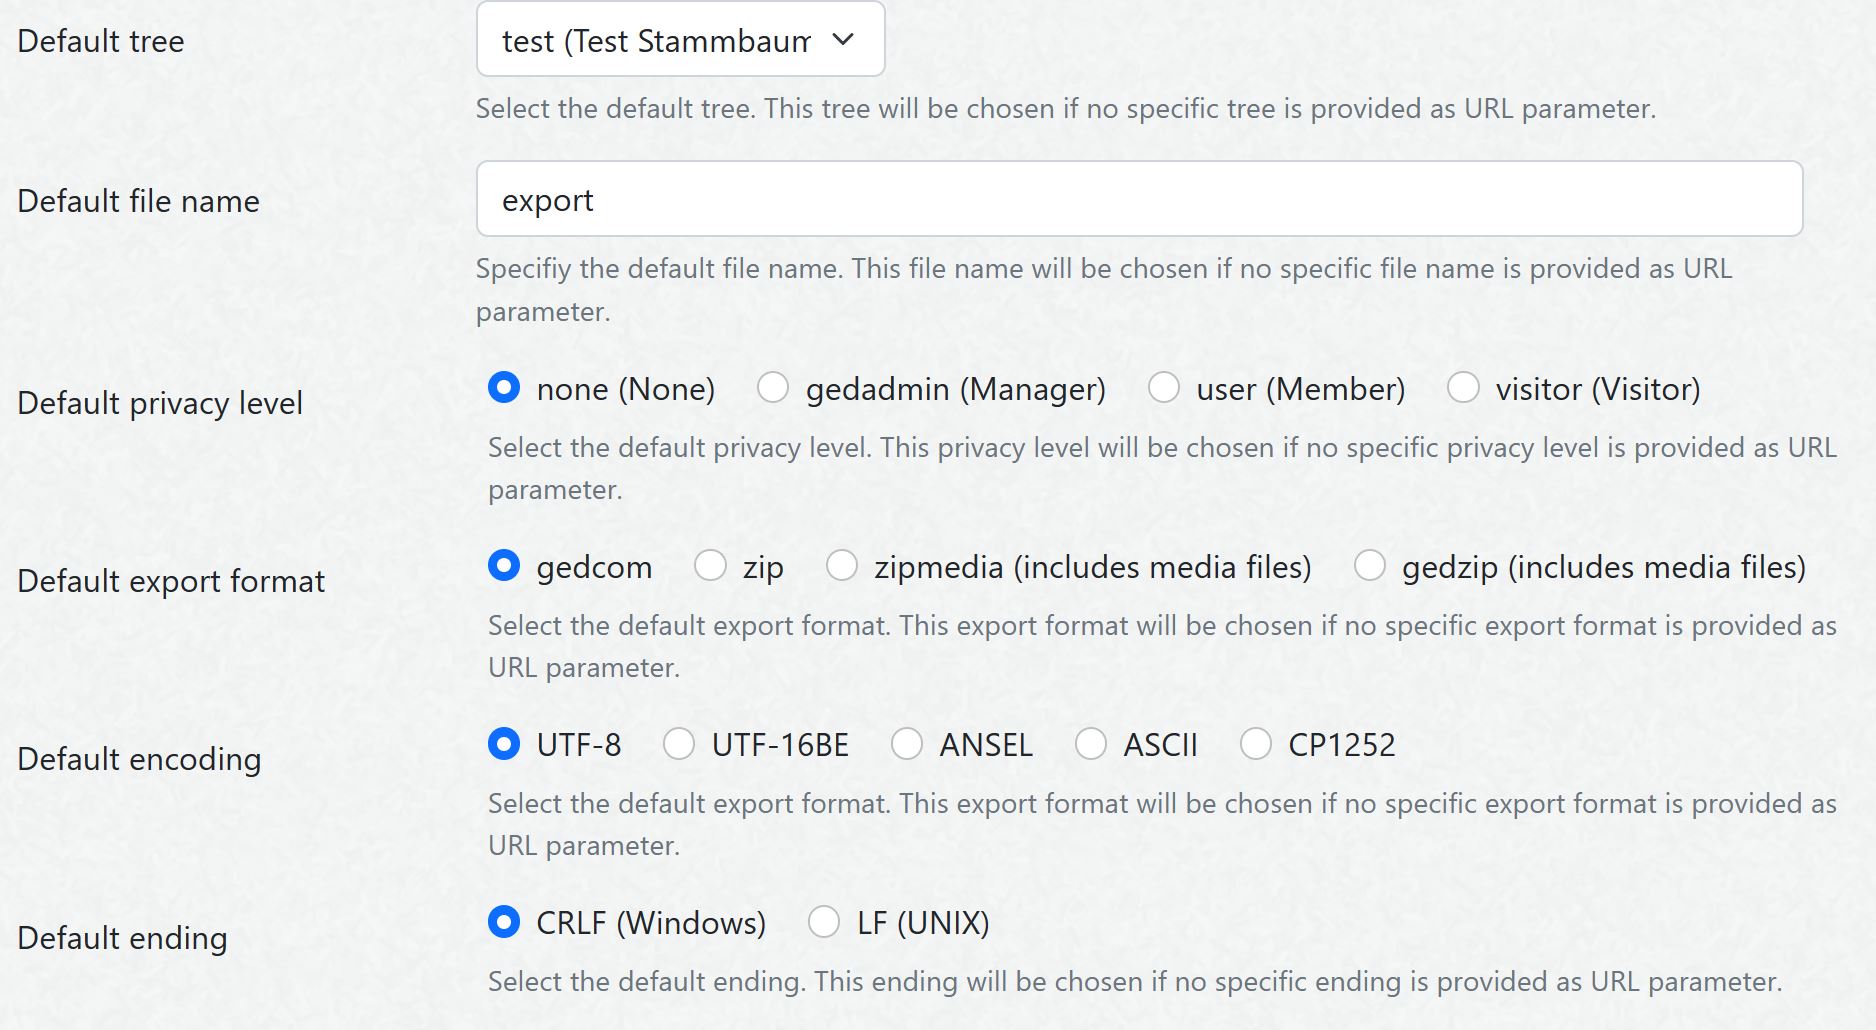 Default tree
test (Test Stammbaum
Select the default tree. This tree will be chosen if no specific tree is provided as URL parameter.
Default file name
export
Specifiy the default file name. This file name will be chosen if no specific file name is provided as URL
parameter.
Default privacy level
none (None) gedadmin (Manager) user (Member) visitor (Visitor)
Select the default privacy level. This privacy level will be chosen if no specific privacy level is provided as URL
parameter.
Default export format
gedcom zip zipmedia (includes media files) gedzip (includes media files)
Select the default export format. This export format will be chosen if no specific export format is provided as
URL parameter.
Default encoding
UTF-8 UTF-16BE ANSEL ASCII CP1252
Select the default export format. This export format will be chosen if no specific export format is provided as
URL parameter.
Default ending
CRLF (Windows) LF (UNIX)
Select the default ending. This ending will be chosen if no specific ending is provided as URL parameter.